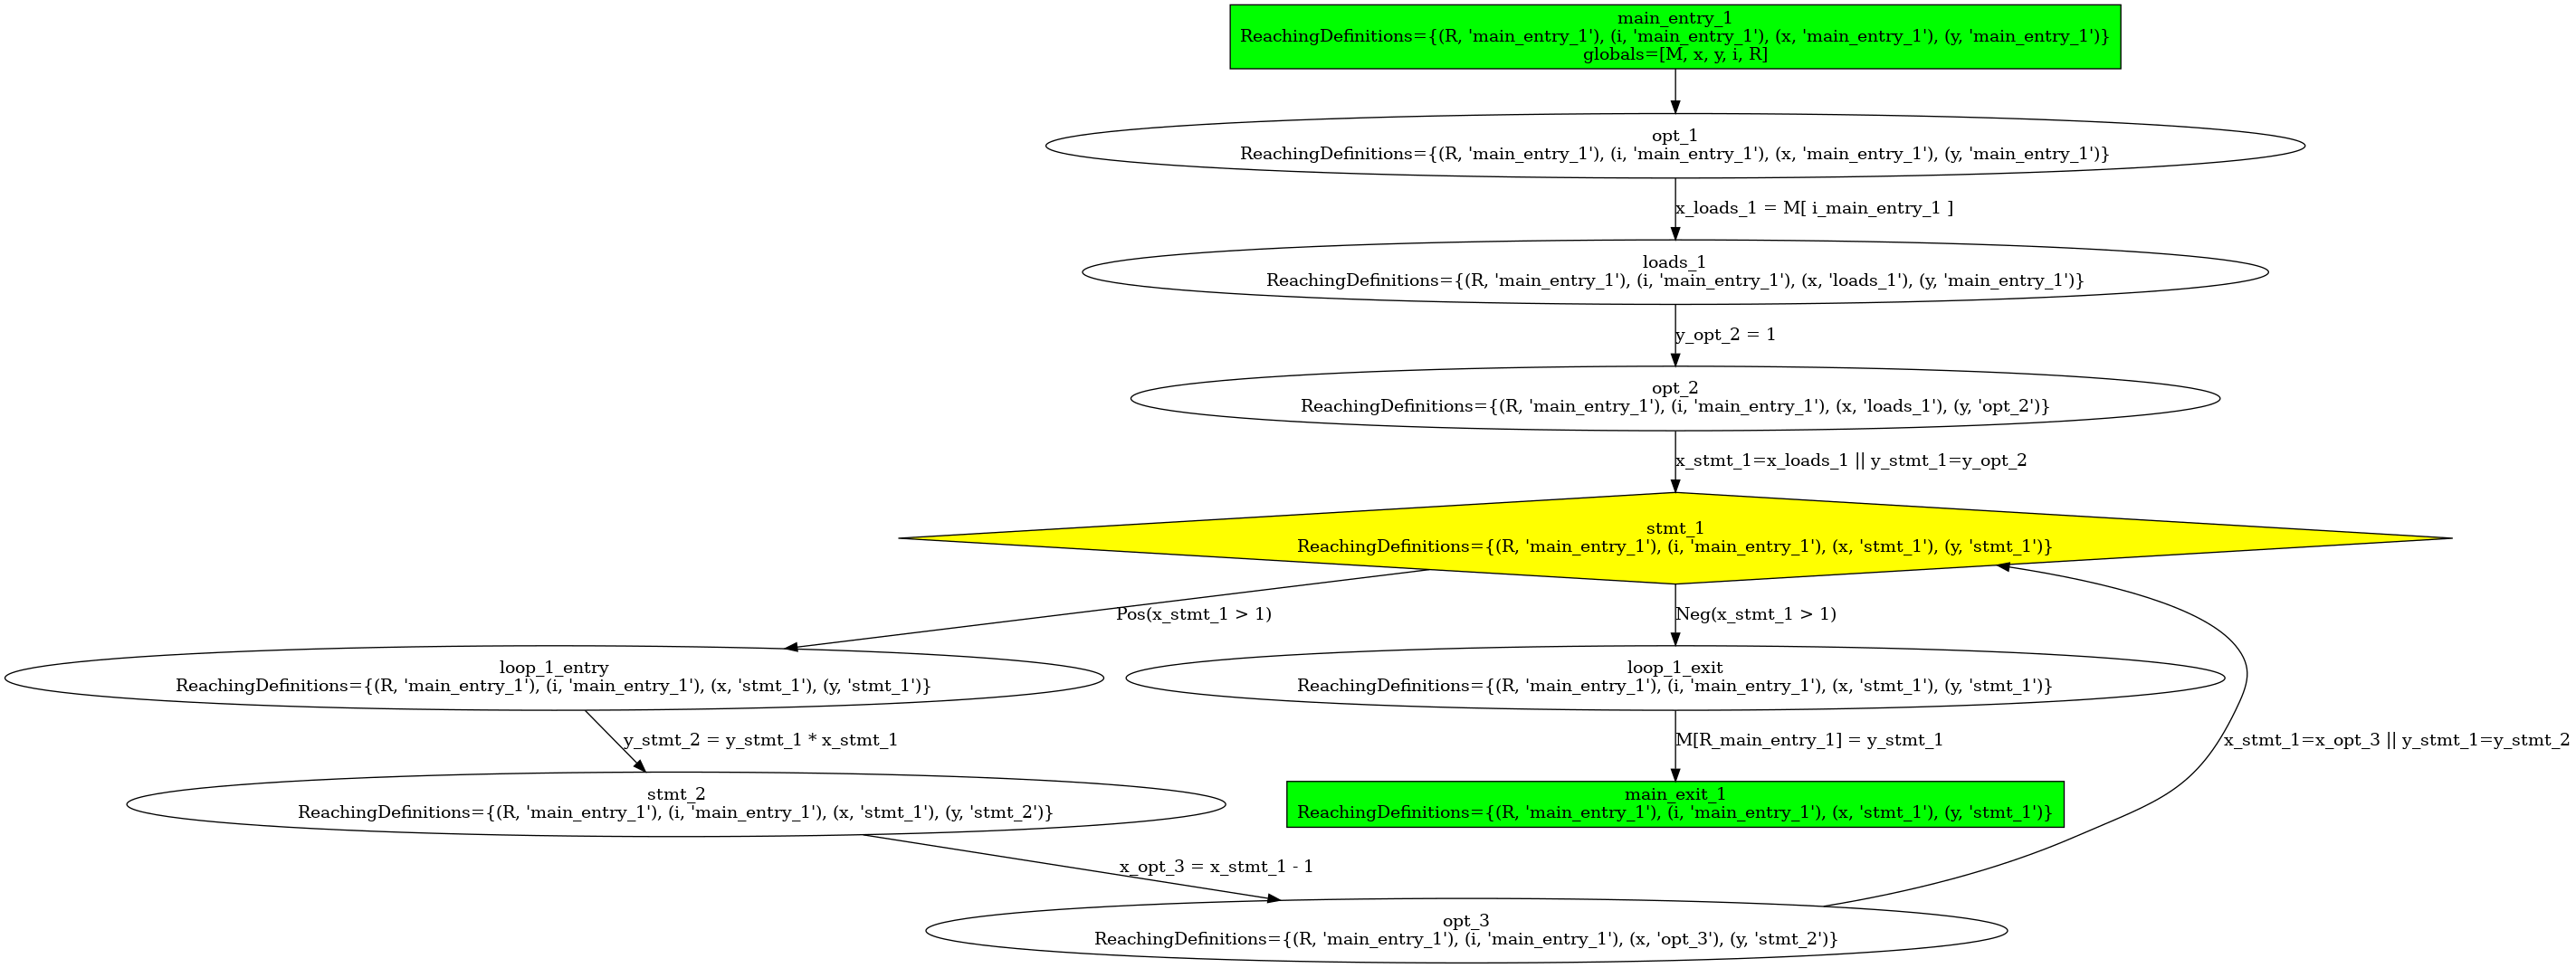 main_entry_1
ReachingDefinitions={(R, 'main_entry_1'), (i, 'main_entry_1'), (x, 'main_entry_1'), (y, 'main_entry_1')}
globals=[M, x, y, i, R]
opt_1
ReachingDefinitions={(R, 'main_entry_1'), (i, 'main_entry_1'), (x, 'main_entry_1'), (y, 'main_entry_1')}
x_loads_1 = M[ i_main_entry_1 ]
loads_1
ReachingDefinitions={(R, 'main_entry_1'), (i, 'main_entry_1'), (x, 'loads_1'), (y, 'main_entry_1')}
y_opt_2 = 1
opt_2
ReachingDefinitions={(R, 'main_entry_1'), (i, 'main_entry_1'), (x, 'loads_1'), (y, 'opt_2')}
x_stmt_1=x_loads_1 || y_stmt_1=y_opt_2
stmt_1
ReachingDefinitions={(R, 'main_entry_1'), (i, 'main_entry_1'), (x, 'stmt_1'), (y, 'stmt_1')}
Pos(x_stmt_1 > 1)
Neg(x_stmt_1 > 1)
loop_1_entry
ReachingDefinitions={(R, 'main_entry_1'), (i, 'main_entry_1'), (x, 'stmt_1'), (y, 'stmt_1')}
loop_1_exit
ReachingDefinitions={(R, 'main_entry_1'), (i, 'main_entry_1'), (x, 'stmt_1'), (y, 'stmt_1')}
y_stmt_2 = y_stmt_1 * x_stmt_1
M[R_main_entry_1] = y_stmt_1
x_stmt_1=x_opt_3 || y_stmt_1=y_stmt_2
stmt_2
ReachingDefinitions={(R, 'main_entry_1'), (i, 'main_entry_1'), (x, 'stmt_1'), (y, 'stmt_2')}
main_exit_1
ReachingDefinitions={(R, 'main_entry_1'), (i, 'main_entry_1'), (x, 'stmt_1'), (y, 'stmt_1')}
x_opt_3 = x_stmt_1 - 1
opt_3
ReachingDefinitions={(R, 'main_entry_1'), (i, 'main_entry_1'), (x, 'opt_3'), (y, 'stmt_2')}